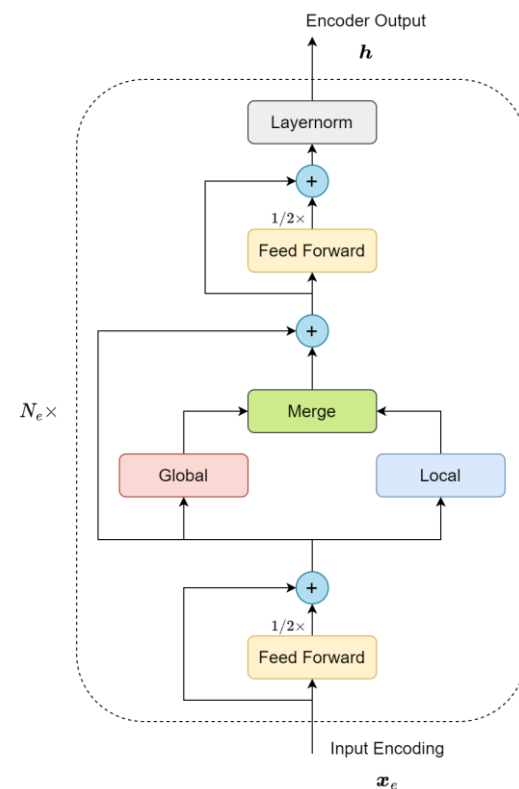 Encoder Output
h
Layernorm
+
1/2×
Feed Forward
+
N_e×
Merge
Global
Local
+
1/2×
Feed Forward
Input Encoding
x_e